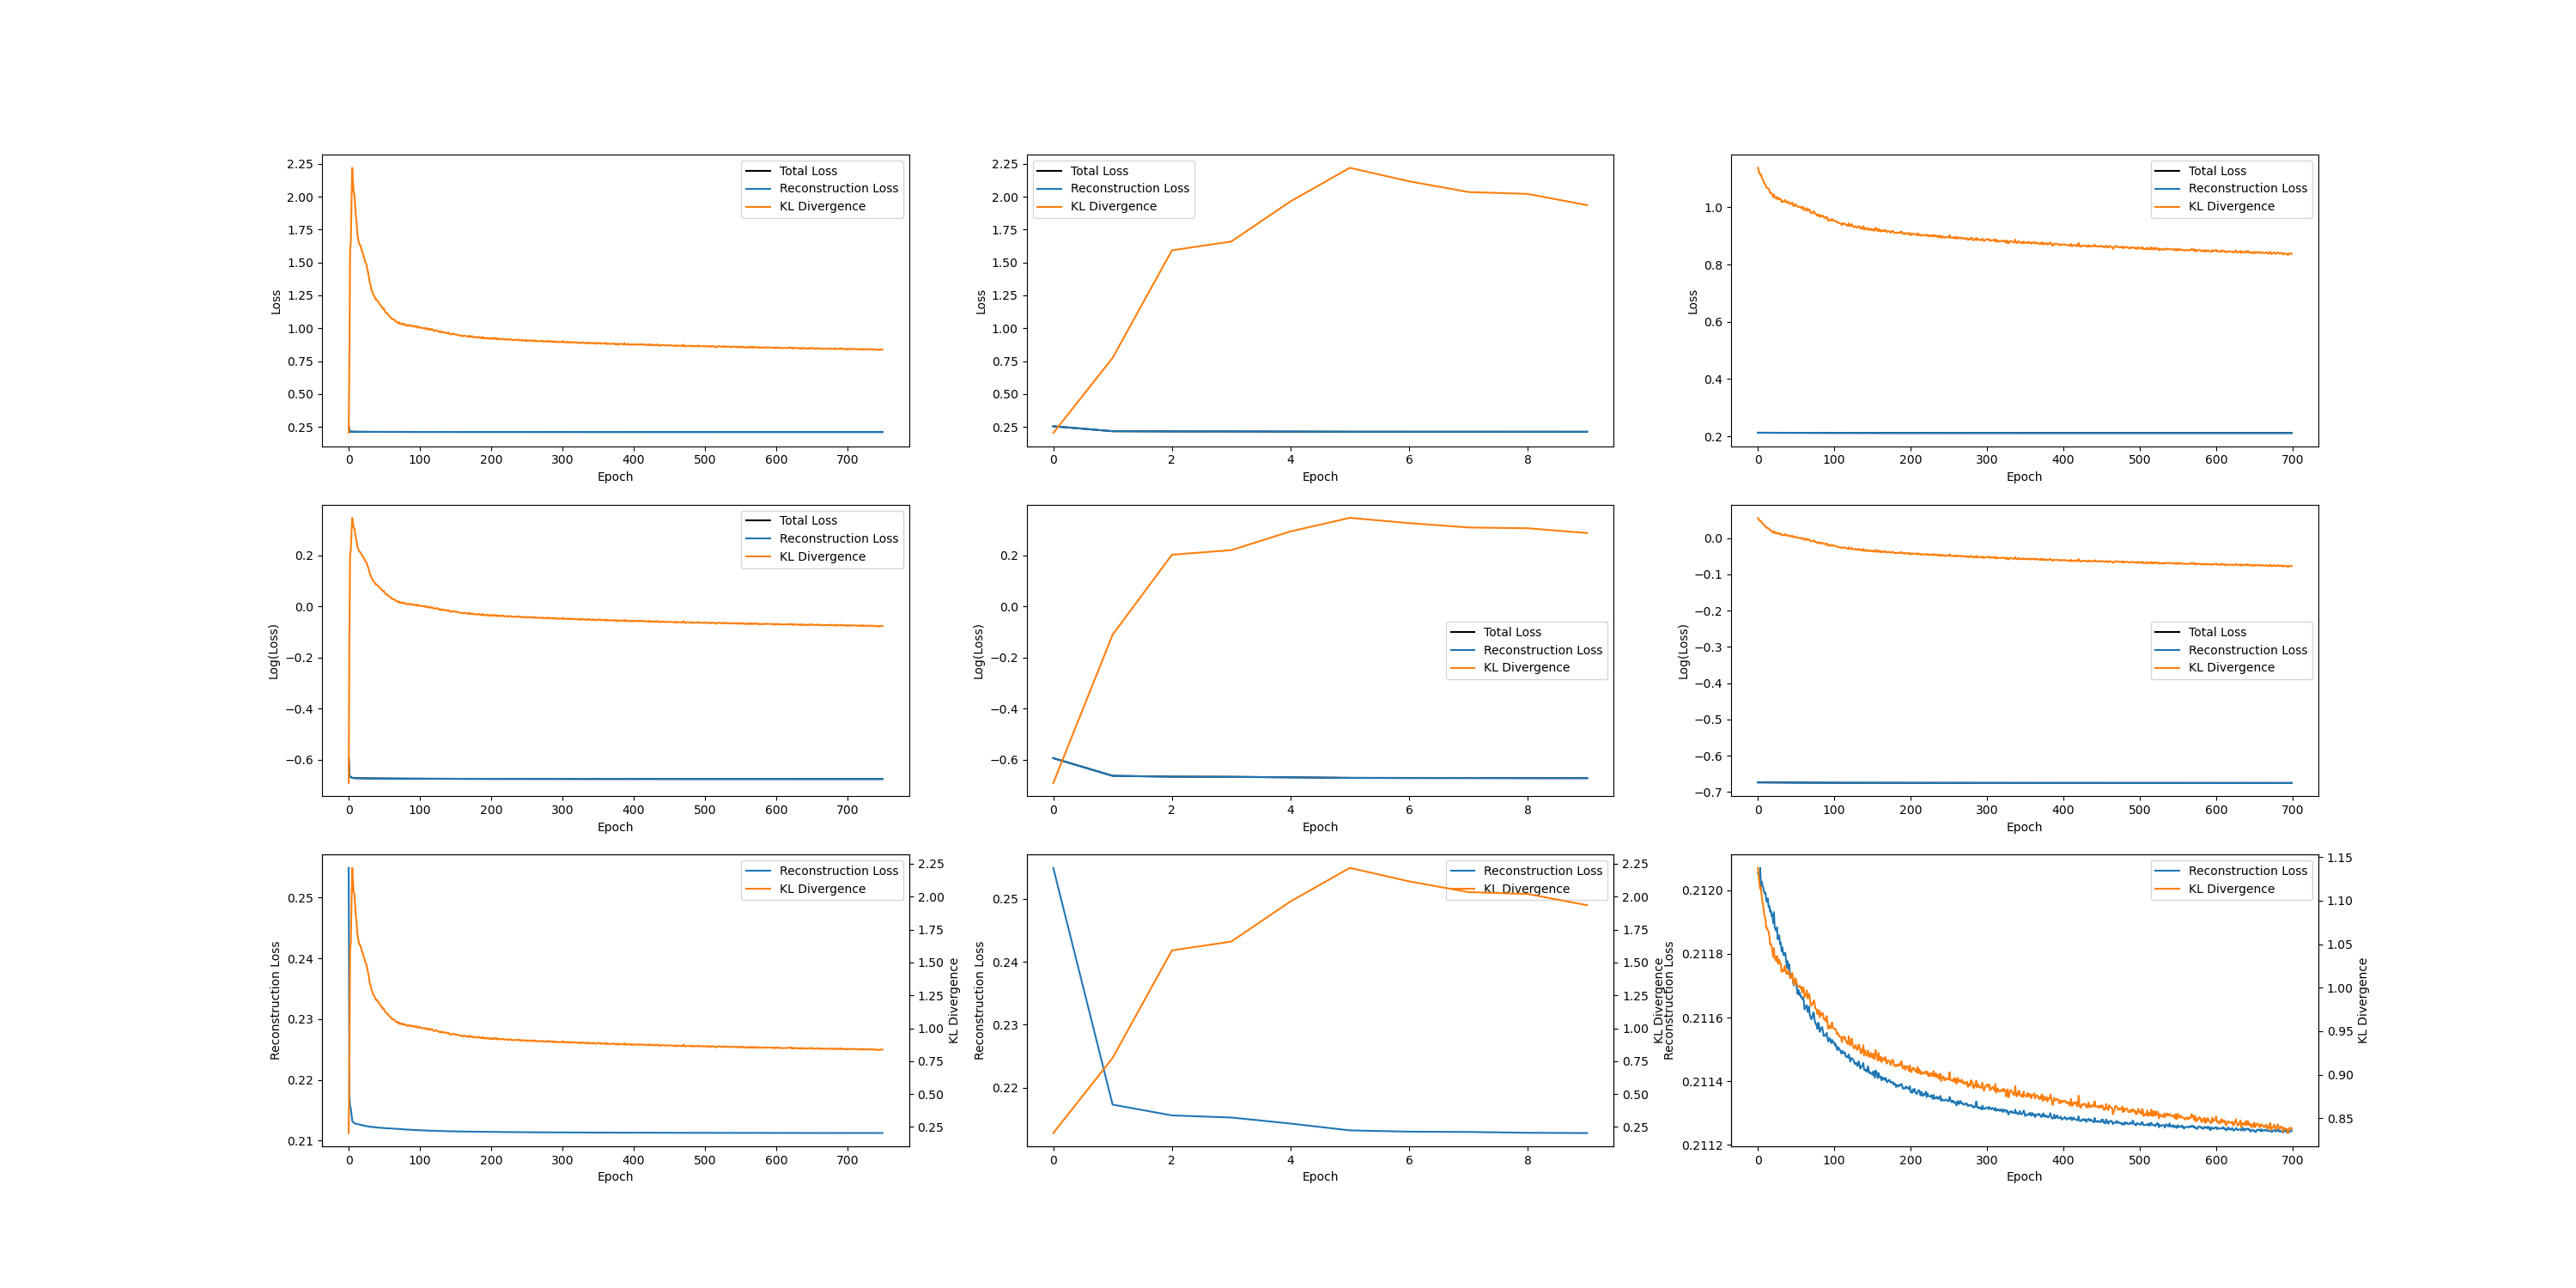 2.25
2.00
1.75
1.50
1.25
1.00
0.75
0.50
0.25
Loss
0 100 200 300 400 500 600 700
Epoch
Total Loss
Reconstruction Loss
KL Divergence
2.25
2.00
1.75
1.50
1.25
1.00
0.75
0.50
0.25
Loss
0 2 4 6 8
Epoch
Total Loss
Reconstruction Loss
KL Divergence
1.0
0.8
0.6
0.4
0.2
Loss
0 100 200 300 400 500 600 700
Epoch
Total Loss
Reconstruction Loss
KL Divergence
0.2
0.0
−0.2
−0.4
−0.6
Log(Loss)
0 100 200 300 400 500 600 700
Epoch
Total Loss
Reconstruction Loss
KL Divergence
0.2
0.0
−0.2
−0.4
−0.6
Log(Loss)
0 2 4 6 8
Epoch
Total Loss
Reconstruction Loss
KL Divergence
0.0
−0.1
−0.2
−0.3
−0.4
−0.5
−0.6
−0.7
Log(Loss)
0 100 200 300 400 500 600 700
Epoch
Total Loss
Reconstruction Loss
KL Divergence
0.25
0.24
0.23
0.22
0.21
Reconstruction Loss
0 100 200 300 400 500 600 700
Epoch
Reconstruction Loss
KL Divergence
2.25
2.00
1.75
1.50
1.25
1.00
0.75
0.50
0.25
KL Divergence
0.25
0.24
0.23
0.22
Reconstruction Loss
0 2 4 6 8
Epoch
Reconstruction Loss
KL Divergence
2.25
2.00
1.75
1.50
1.25
1.00
0.75
0.50
0.25
KL Divergence
0.2120
0.2118
0.2116
0.2114
0.2112
Reconstruction Loss
0 100 200 300 400 500 600 700
Epoch
Reconstruction Loss
KL Divergence
1.15
1.10
1.05
1.00
0.95
0.90
0.85
KL Divergence